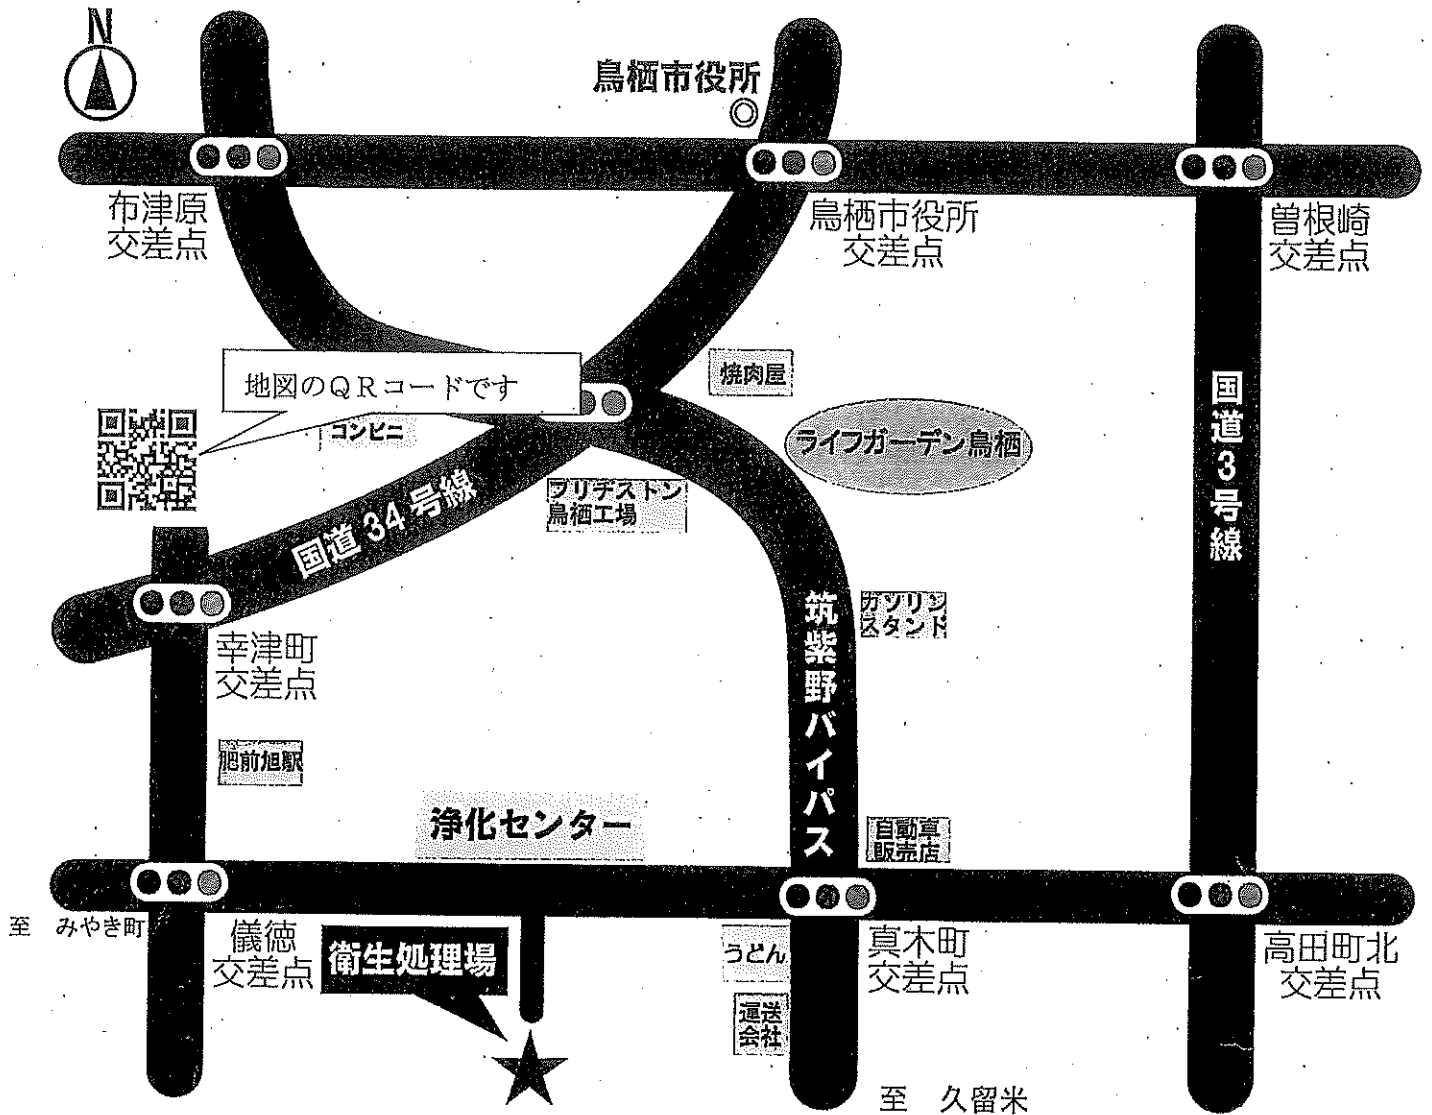 N
鳥栖市役所
布津原
交差点
鳥栖市役所
交差点
曽根崎
交差点
地図のQRコードです
焼肉屋
コンビニ
ライフガーデン鳥栖
国道3号線
ブリヂストン
鳥栖工場
国道34号線
幸津町
交差点
ガソリン
スタンド
筑紫野バイパス
肥前旭駅
浄化センター
自動車
販売店
至 みやき町
儀徳
交差点
衛生処理場
うどん
真木町
交差点
高田町北
交差点
運送
会社
至 久留米